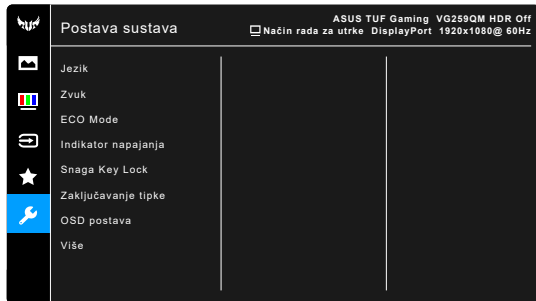 Postava sustava
ASUS TUF Gaming VG259QM HDR Off
Način rada za utrke DisplayPort 1920x1080@ 60Hz
Jezik
Zvuk
ECO Mode
Indikator napajanja
Snaga Key Lock
Zaključavanje tipke
OSD postava
Više